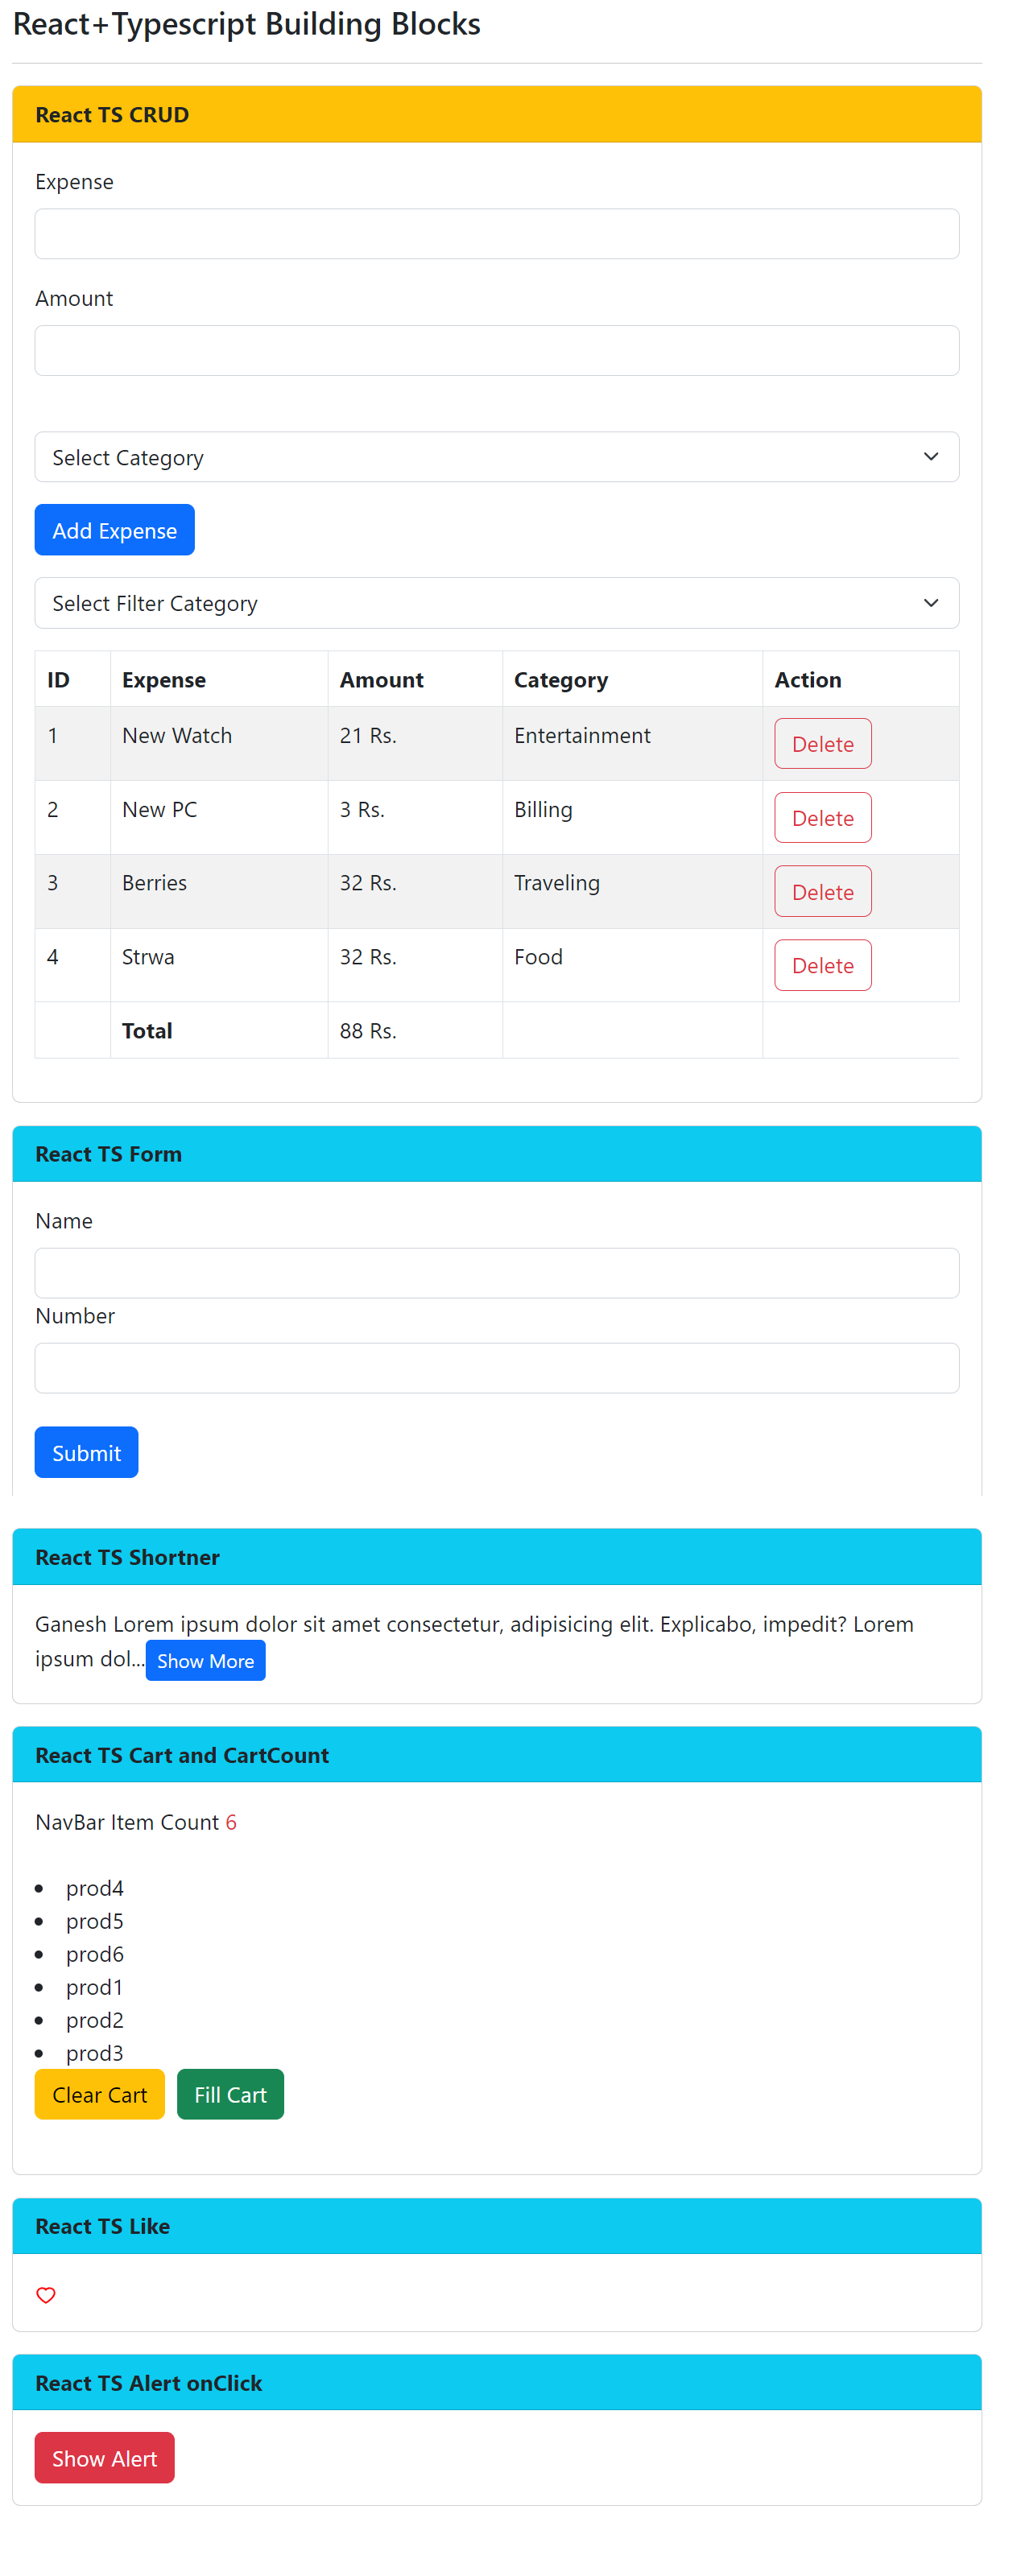 React+Typescript Building Blocks
React TS CRUD
Expense
Amount
Select Category
Add Expense
Select Filter Category
ID Expense Amount Category Action
1 New Watch 21 Rs. Entertainment Delete
2 New PC 3 Rs. Billing Delete
3 Berries 32 Rs. Traveling Delete
4 Strwa 32 Rs. Food Delete
Total 88 Rs.
React TS Form
Name
Number
Submit
React TS Shortner
Ganesh Lorem ipsum dolor sit amet consectetur, adipisicing elit. Explicabo, impedit? Lorem
ipsum dol...Show More
React TS Cart and CartCount
NavBar Item Count 6
• prod4
• prod5
• prod6
• prod1
• prod2
• prod3
Clear Cart Fill Cart
React TS Like
React TS Alert onClick
Show Alert